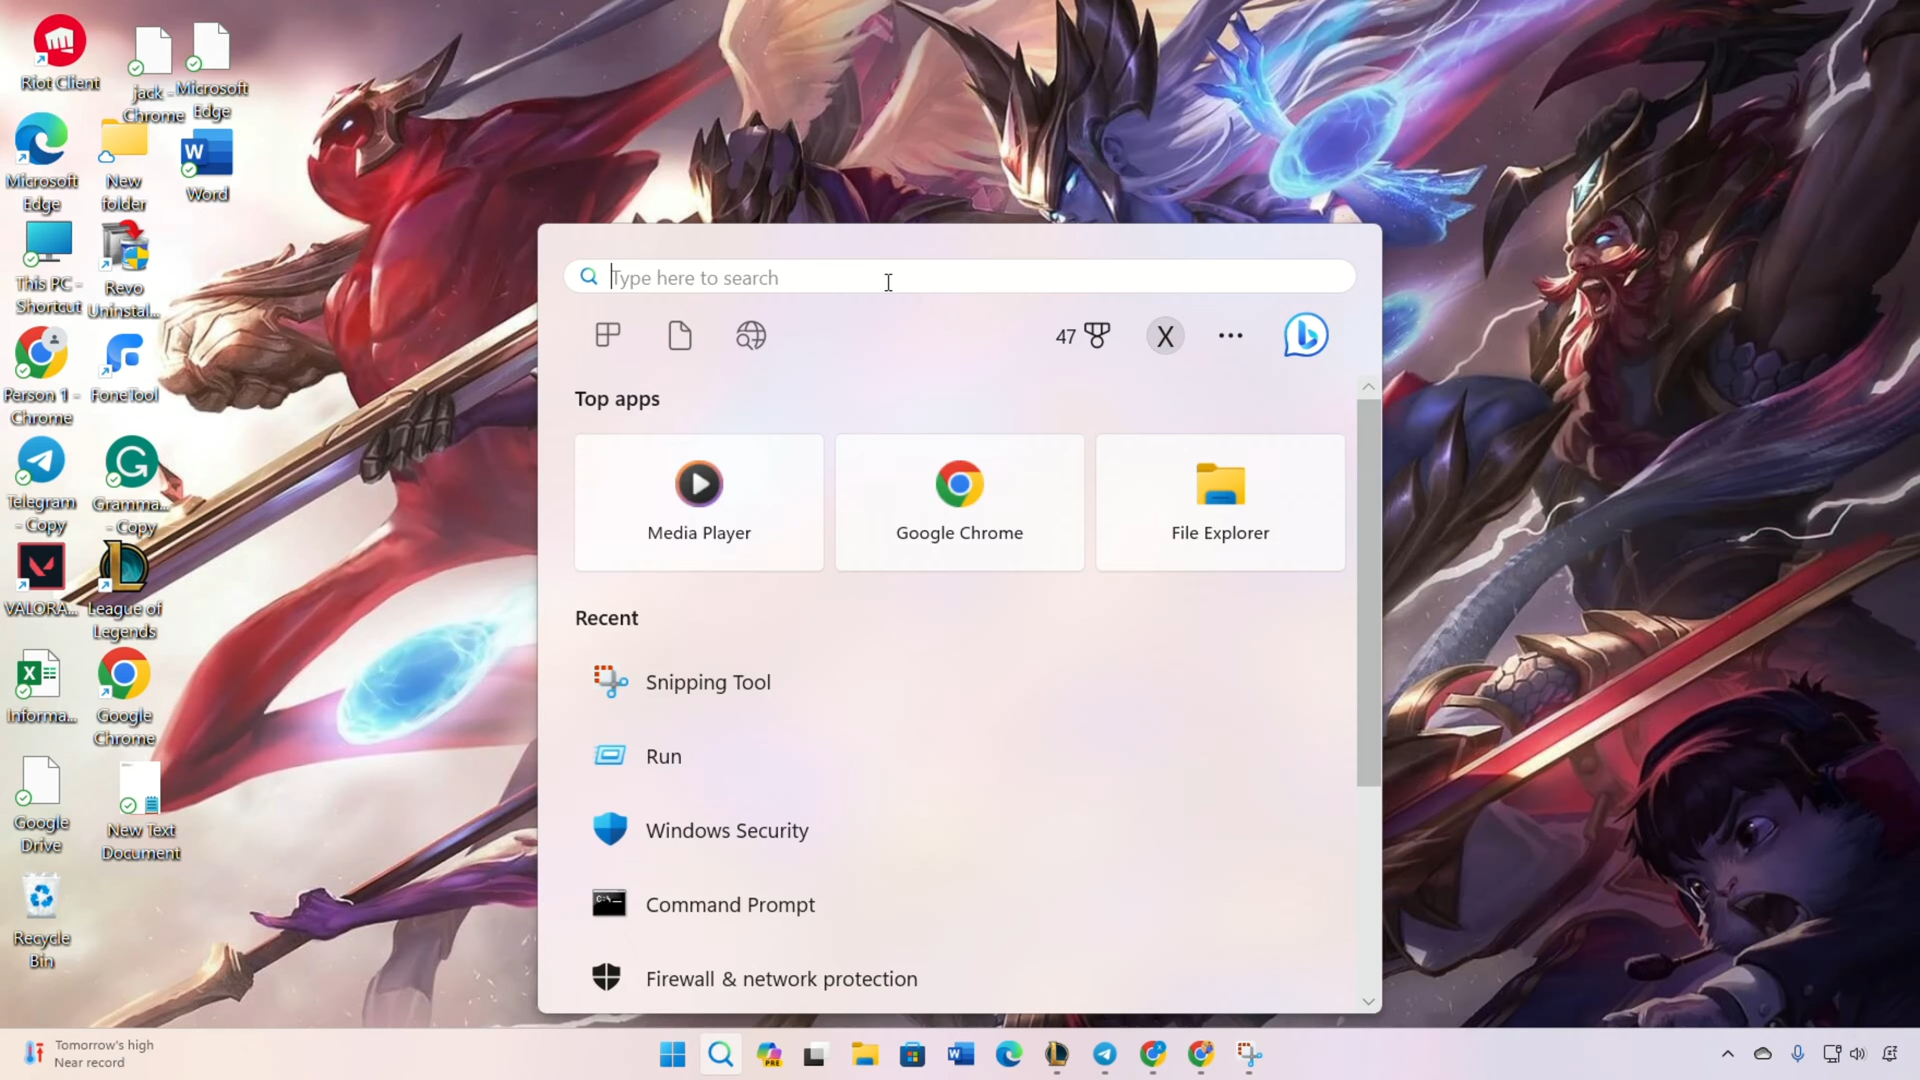 Riot Client
jack -
Chrome
Microsoft
Edge
Microsoft
Edge
New
folder
Word
This PC -
Shortcut
Revo
Uninstal...
Person 1 -
Chrome
FoneTool
Telegram
- Copy
Gramma...
- Copy
VALORA...
League of
Legends
Informa...
Google
Chrome
Google
Drive
New Text
Document
Recycle
Bin
Type here to search
47
X
Top apps
Media Player
Google Chrome
File Explorer
Recent
Snipping Tool
Run
Windows Security
Command Prompt
Firewall & network protection
Tomorrow's high
Near record
PRE